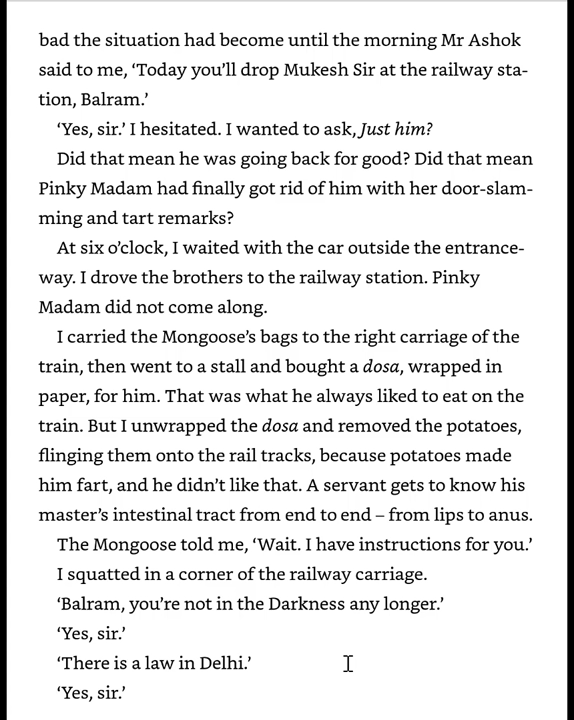 bad the situation had become until the morning Mr Ashok
said to me, ‘Today you’ll drop Mukesh Sir at the railway sta-
tion, Balram.’
‘Yes, sir.’ I hesitated. I wanted to ask, Just him?
Did that mean he was going back for good? Did that mean
Pinky Madam had finally got rid of him with her door-slam-
ming and tart remarks?
At six o’clock, I waited with the car outside the entrance-
way. I drove the brothers to the railway station. Pinky
Madam did not come along.
I carried the Mongoose’s bags to the right carriage of the
train, then went to a stall and bought a dosa, wrapped in
paper, for him. That was what he always liked to eat on the
train. But I unwrapped the dosa and removed the potatoes,
flinging them onto the rail tracks, because potatoes made
him fart, and he didn’t like that. A servant gets to know his
master’s intestinal tract from end to end – from lips to anus.
The Mongoose told me, ‘Wait. I have instructions for you.’
I squatted in a corner of the railway carriage.
‘Balram, you’re not in the Darkness any longer.’
‘Yes, sir.’
‘There is a law in Delhi.’
‘Yes, sir.’